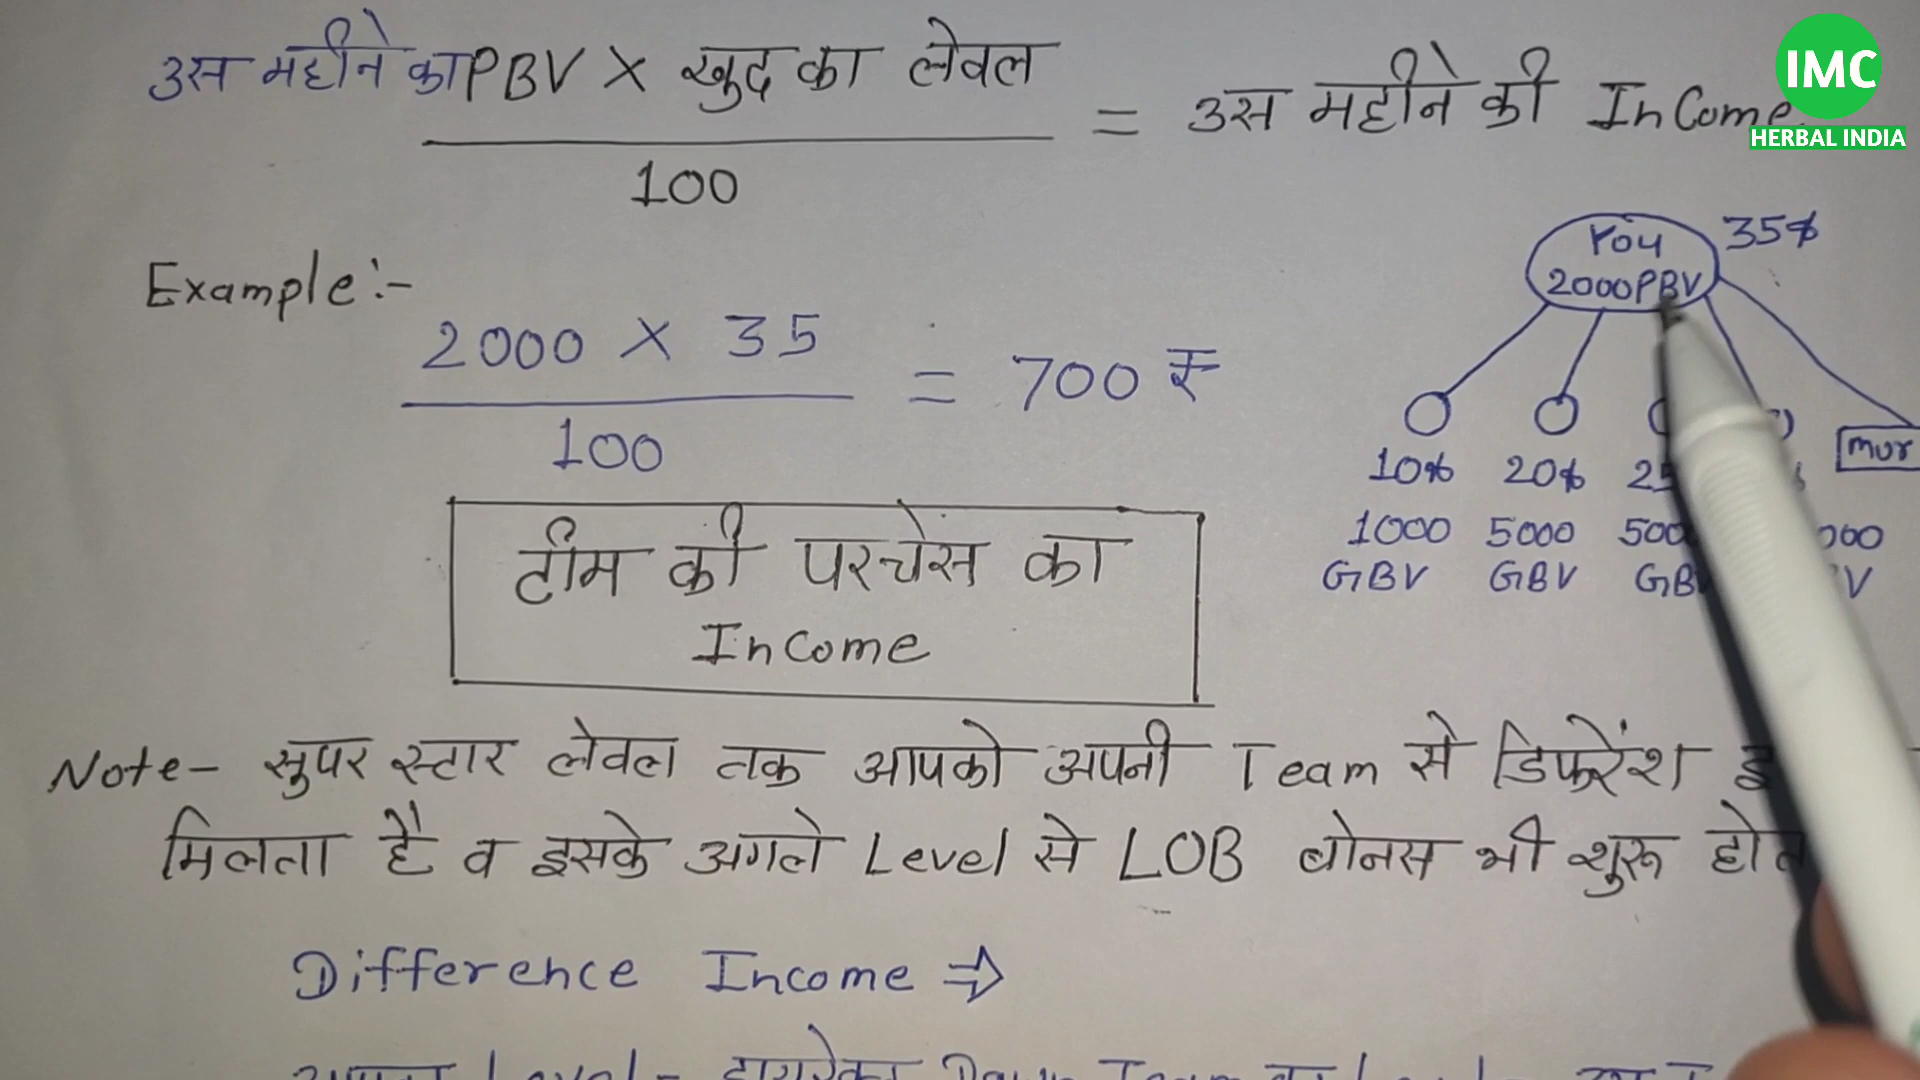 उस महीने का PBV X खुद का लेवल
100
= उस महीने की InCome
IMC
HERBAL INDIA
Example:-
2000 X 35
100
= 700 ₹
You
2000PBV
35%
10% 20%
1000 5000
GBV GBV
mor
टीम की परचेस का
InCome
Note- सुपर स्टार लेवल तक आपको अपनी Team से डिफरेंश
मिलता है व इसके अगले Level से LOB बोनस भी शुरू
Difference Income ⇒